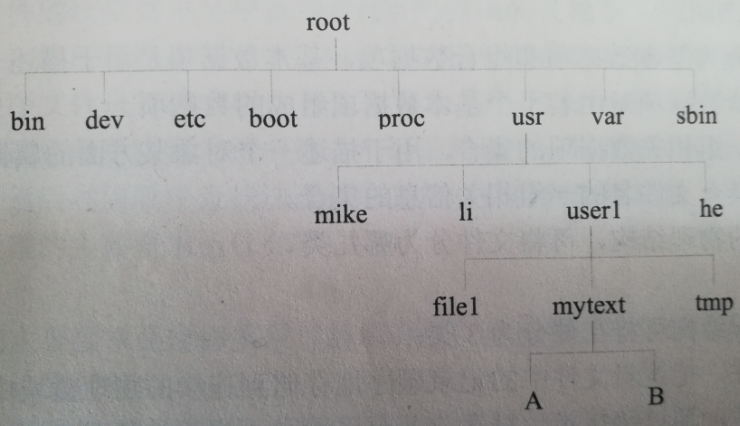 root
bin dev etc boot proc usr var sbin
mike li user1 he
file1 mytext tmp
A B